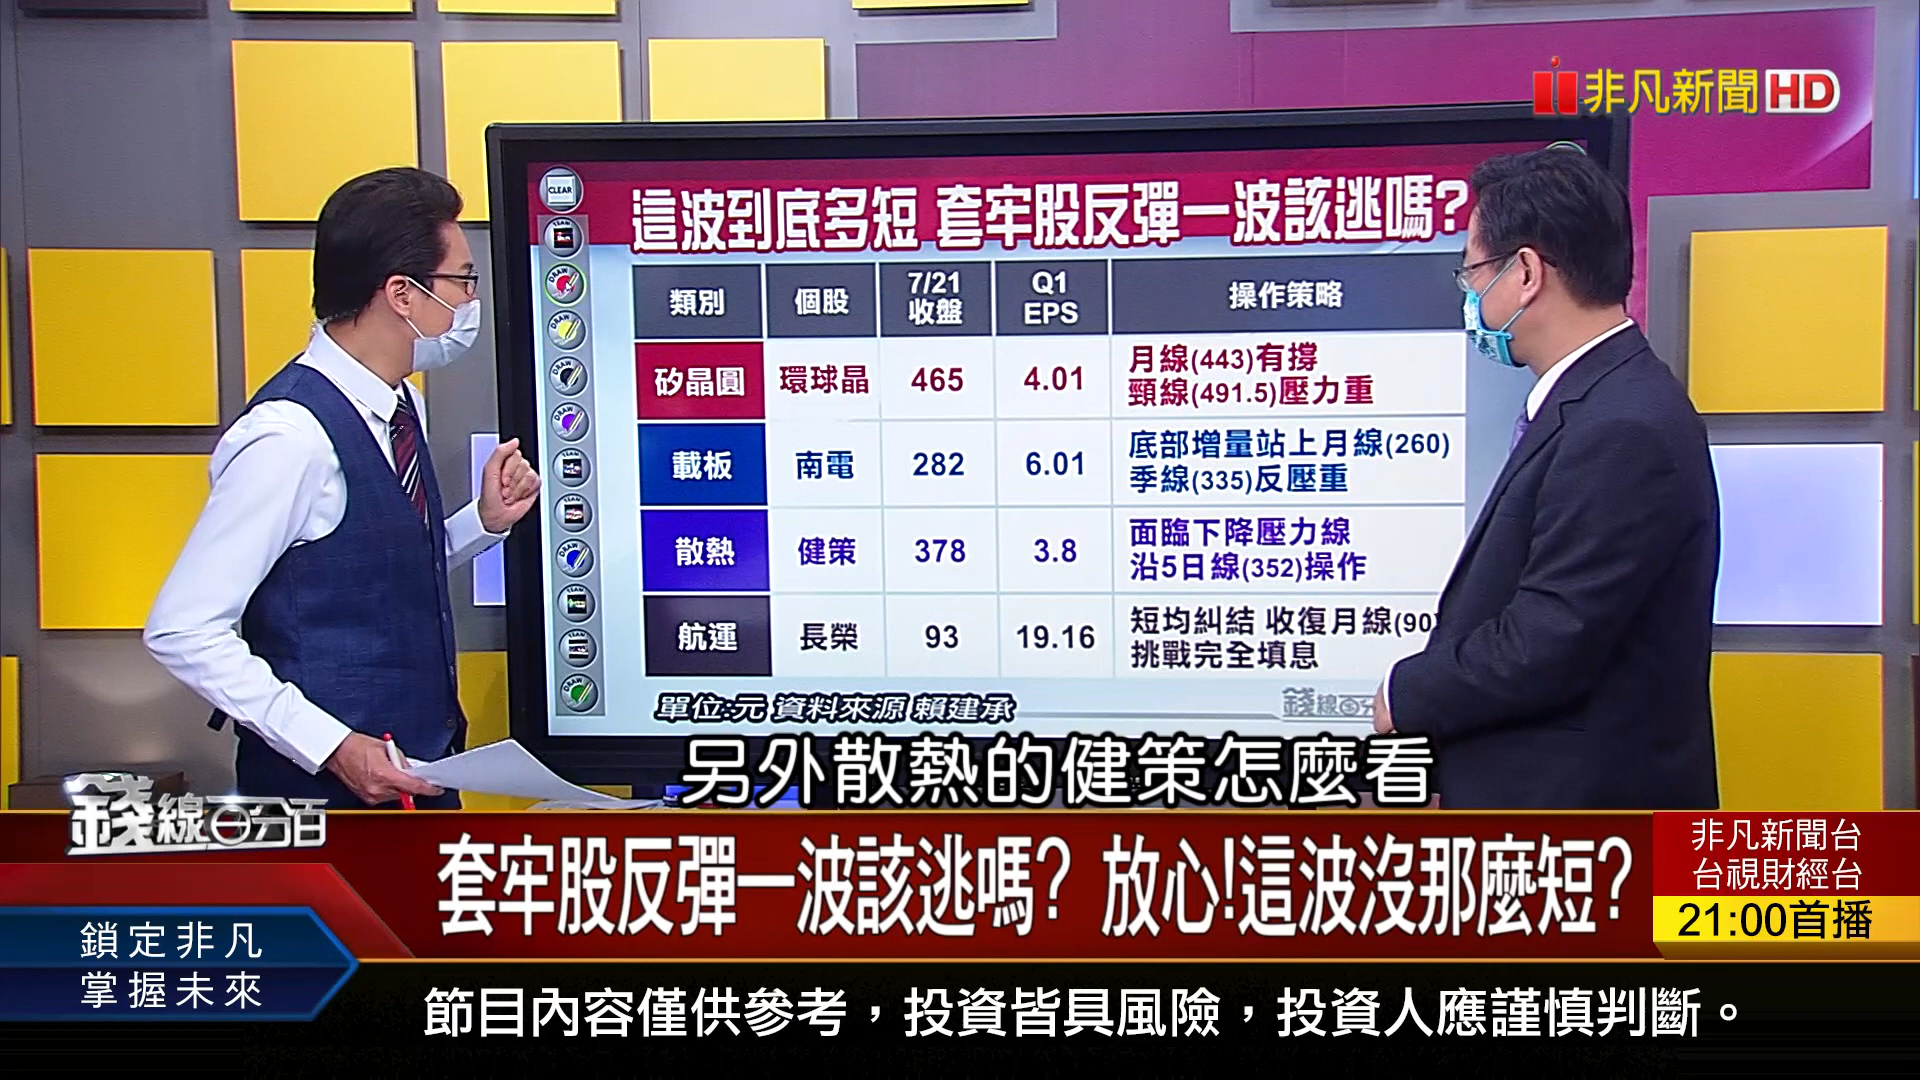 非凡新聞HD
CLEAR
這波到底多短 套牢股反彈一波該逃嗎?
類別 個股 7/21收盤 Q1 EPS 操作策略
矽晶圓 環球晶 465 4.01 月線(443)有撐
頸線(491.5)壓力重
載板 南電 282 6.01 底部增量站上月線(260)
季線(335)反壓重
散熱 健策 378 3.8 面臨下降壓力線
沿5日線(352)操作
航運 長榮 93 19.16 短均糾結 收復月線(90)
挑戰完全填息
單位:元 資料來源 賴建承
錢線百分
另外散熱的健策怎麼看
錢線百分百
套牢股反彈一波該逃嗎? 放心!這波沒那麼短?
非凡新聞台
台視財經台
21:00首播
鎖定非凡
掌握未來
節目內容僅供參考，投資皆具風險，投資人應謹慎判斷。